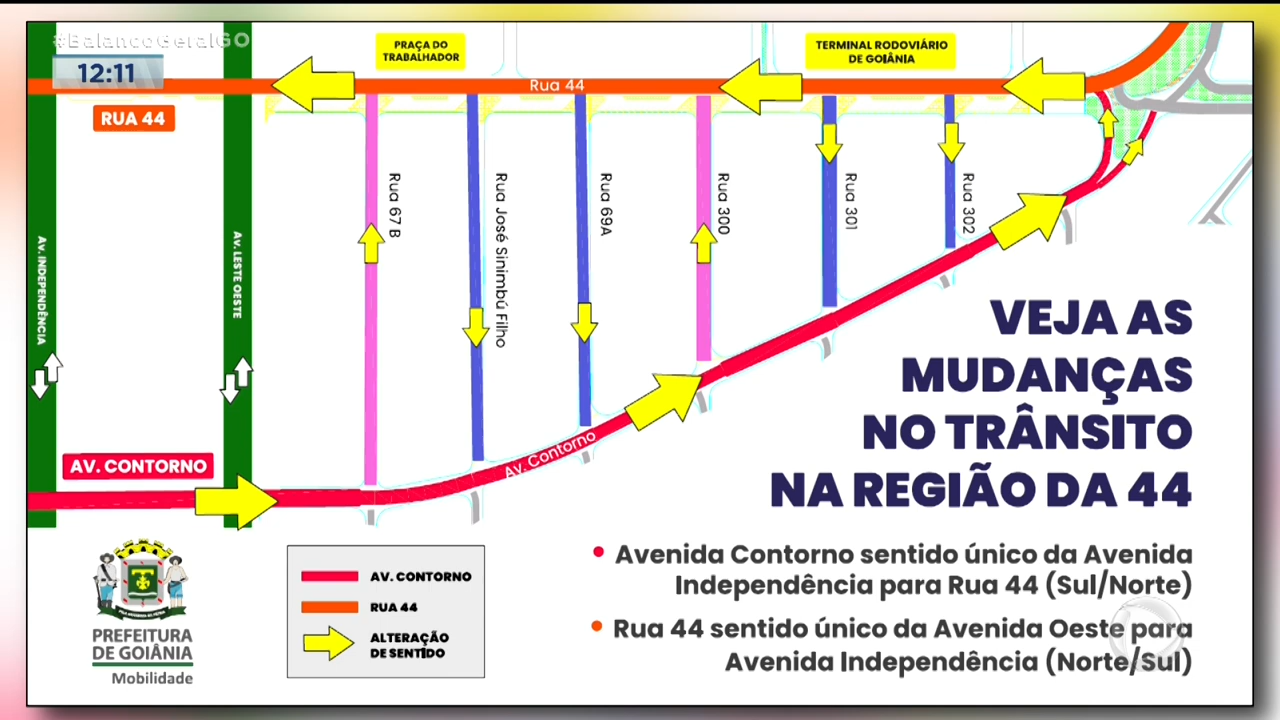 #BalançoGeralGO
12:11
PRAÇA DO
TRABALHADOR
TERMINAL RODOVIÁRIO
DE GOIÂNIA
Rua 44
RUA 44
Rua 67 B
Rua José Sinimbú Filho
Rua 69A
Rua 300
Rua 301
Rua 302
Av. INDEPENDÊNCIA
Av. LESTE OESTE
AV. CONTORNO
Av. Contorno
VEJA AS
MUDANÇAS
NO TRÂNSITO
NA REGIÃO DA 44
• Avenida Contorno sentido único da Avenida
Independência para Rua 44 (Sul/Norte)
• Rua 44 sentido único da Avenida Oeste para
Avenida Independência (Norte/Sul)
AV. CONTORNO
RUA 44
ALTERAÇÃO
DE SENTIDO
PREFEITURA
DE GOIÂNIA
Mobilidade